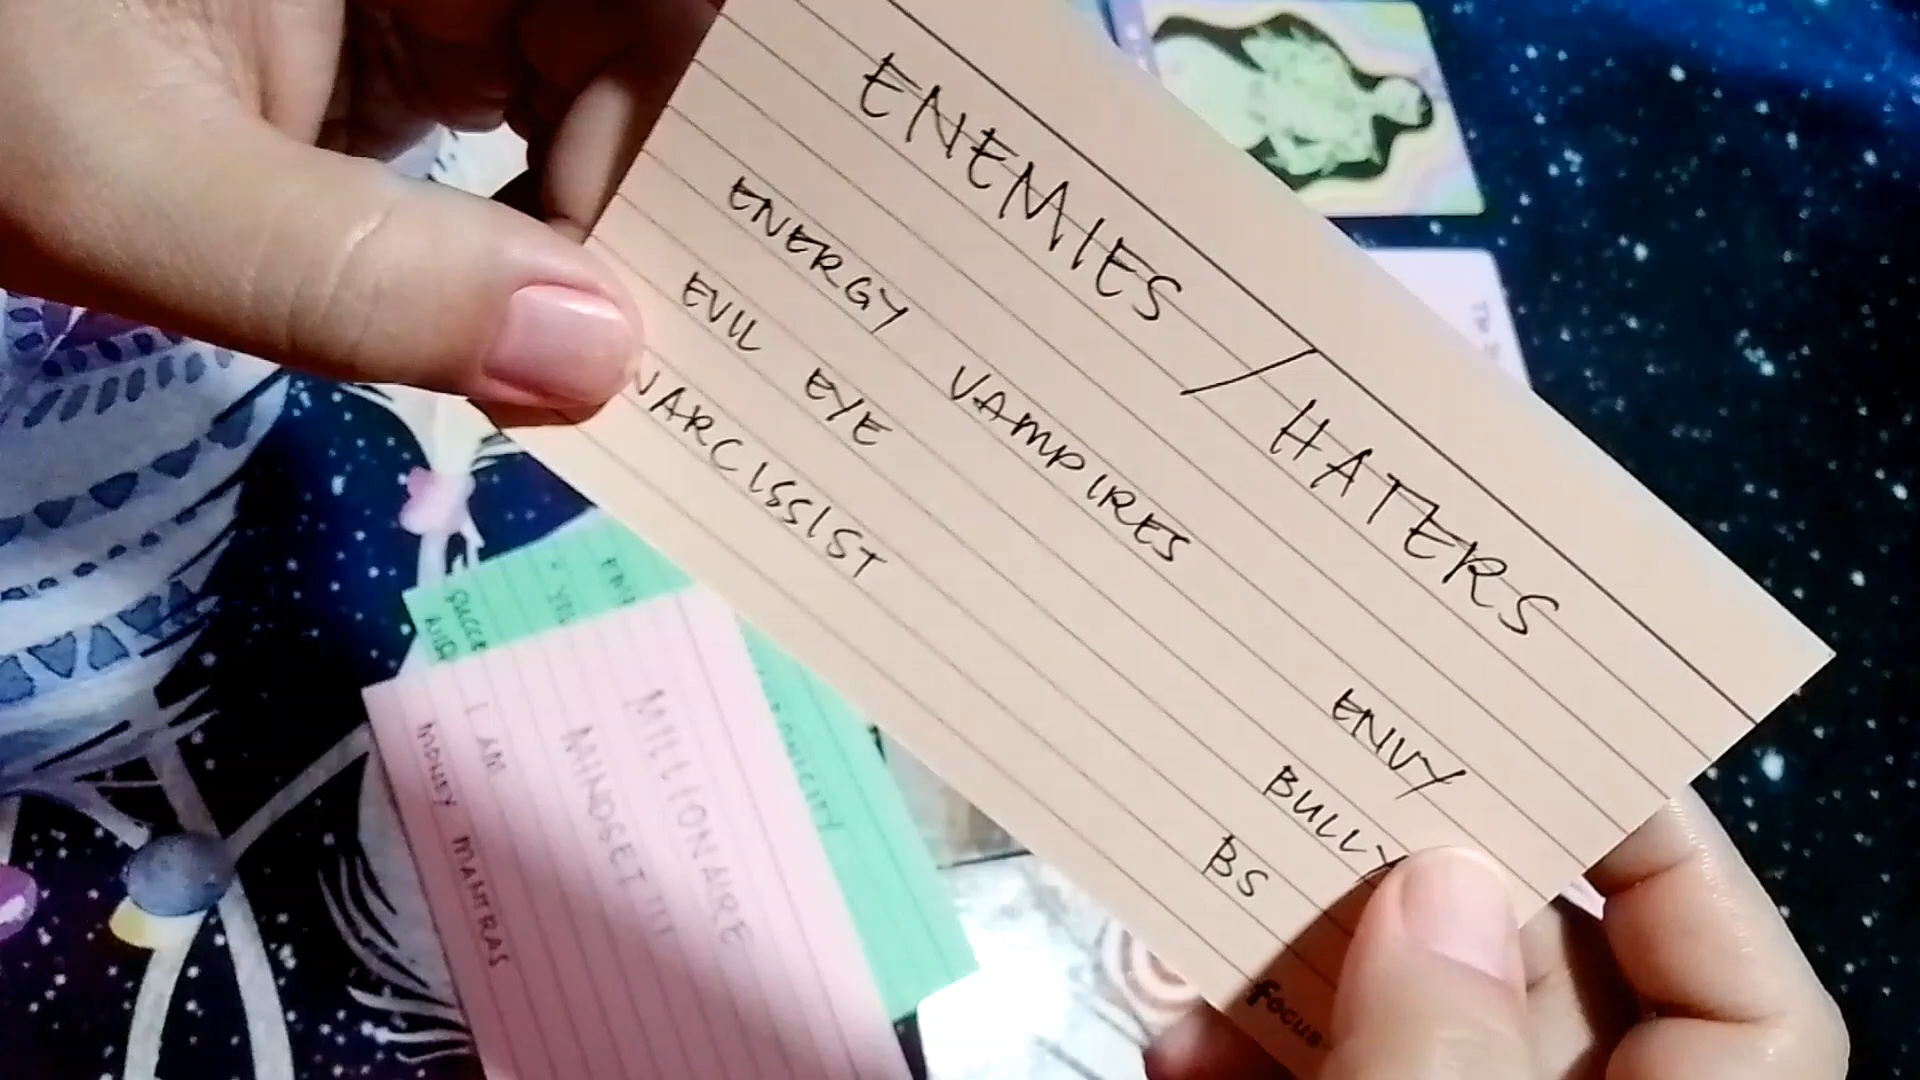 ENEMIES / HATERS
ENERGY VAMPIRES
EVIL EYE
NARCISSIST
ENVY
BULLY
BS
focus
MILLIONAIRE
MINDSET
I AM
MONEY MANTRAS